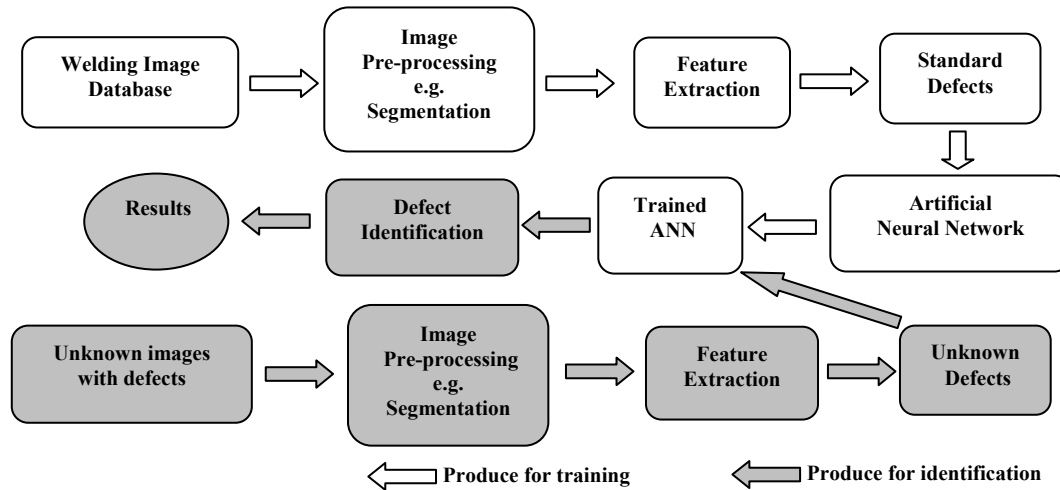 Welding Image
Database
Image
Pre-processing
e.g.
Segmentation
Feature
Extraction
Standard
Defects
Results
Defect
Identification
Trained
ANN
Artificial
Neural Network
Unknown images
with defects
Image
Pre-processing
e.g.
Segmentation
Feature
Extraction
Unknown
Defects
Produce for training
Produce for identification